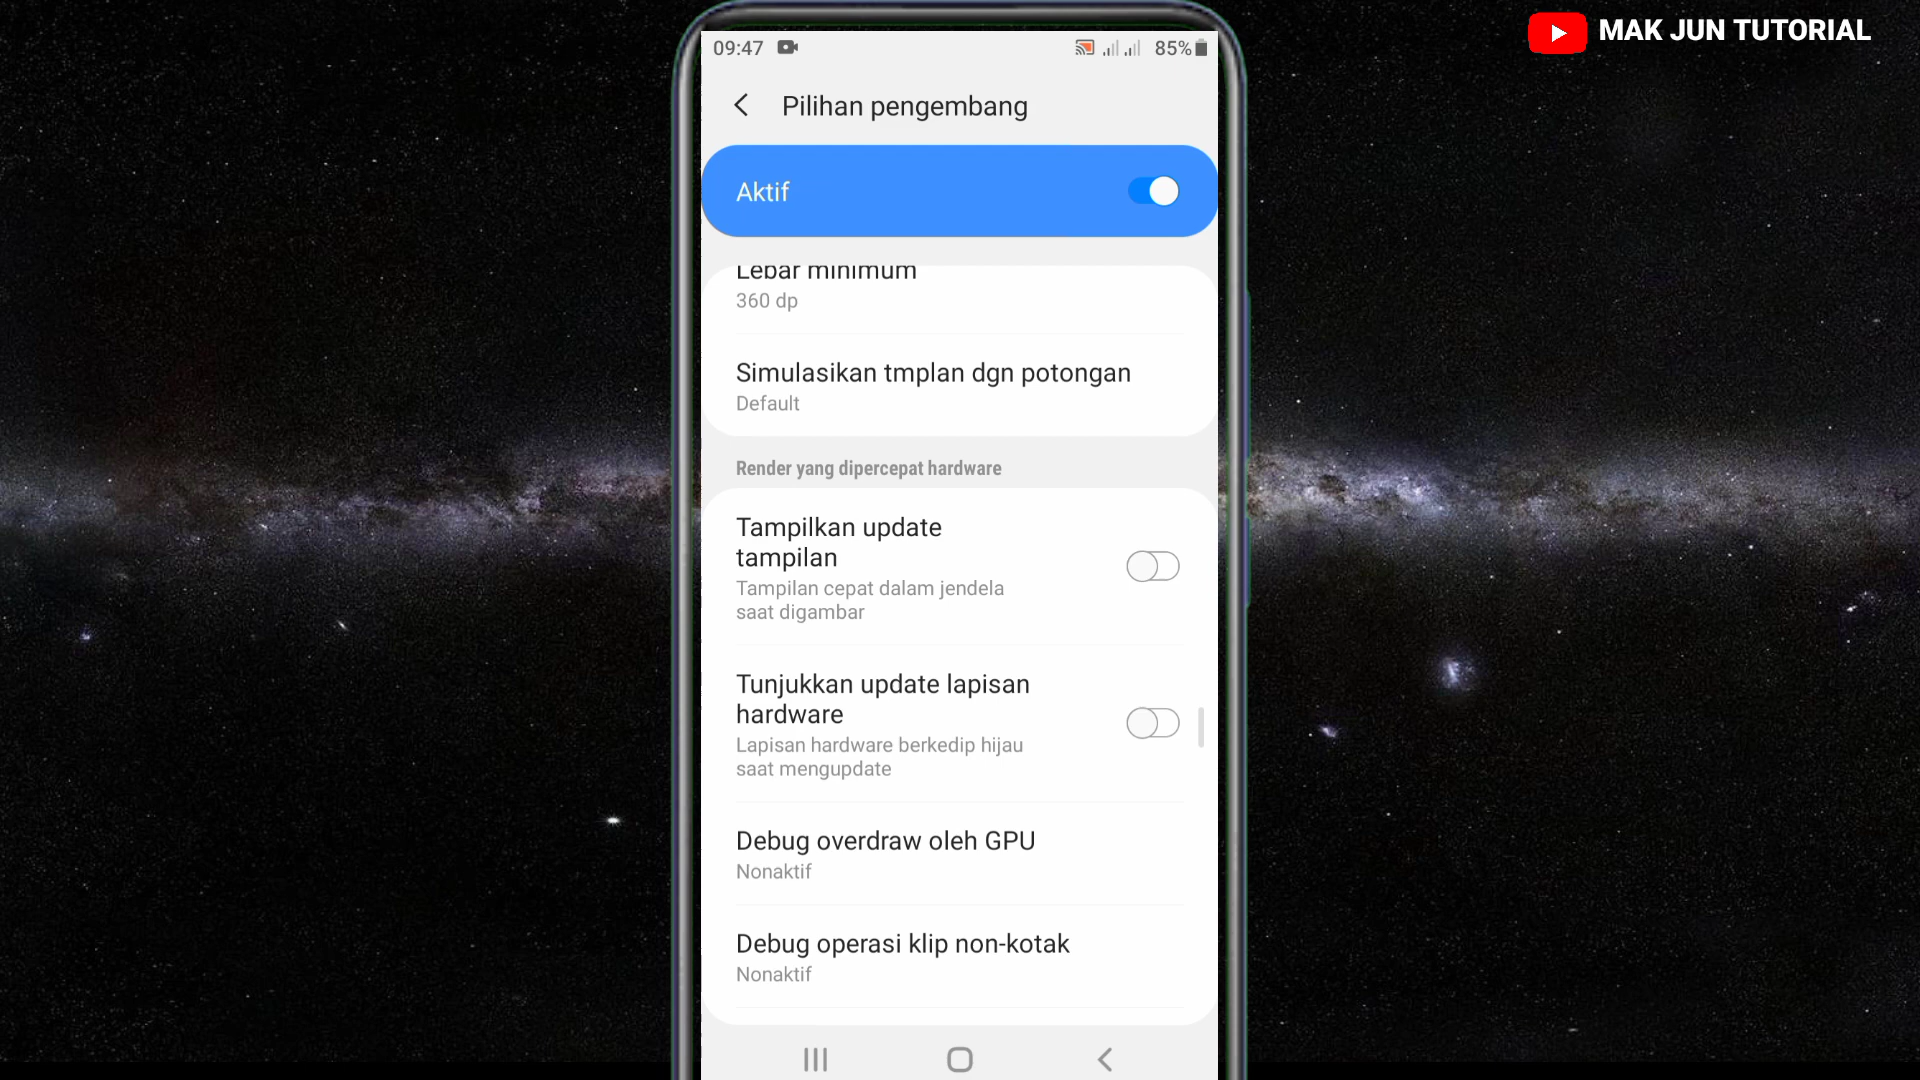 MAK JUN TUTORIAL
09:47
85%
Pilihan pengembang
Aktif
Lebar minimum
360 dp
Simulasikan tmplan dgn potongan
Default
Render yang dipercepat hardware
Tampilkan update
tampilan
Tampilan cepat dalam jendela
saat digambar
Tunjukkan update lapisan
hardware
Lapisan hardware berkedip hijau
saat mengupdate
Debug overdraw oleh GPU
Nonaktif
Debug operasi klip non-kotak
Nonaktif